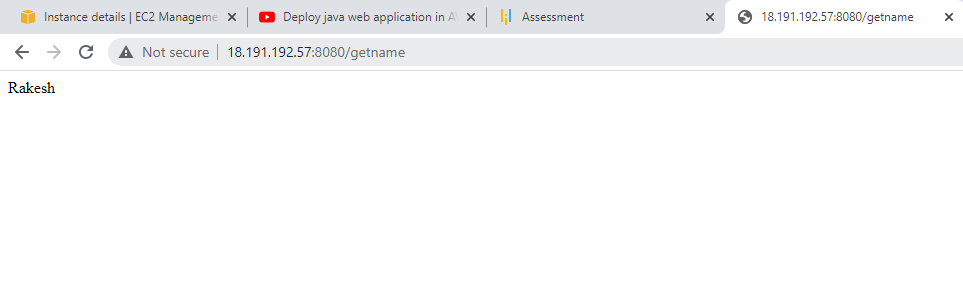 Instance details | EC2 Manageme
Deploy java web application in A
Assessment
18.191.192.57:8080/getname
Not secure
18.191.192.57:8080/getname
Rakesh